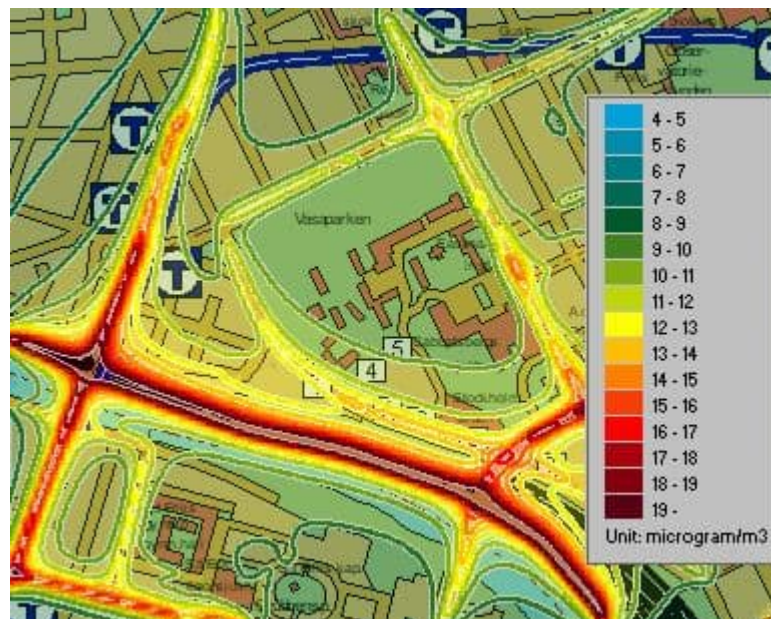 T
T
T
T
T
Vasaparken
5
4
Stockholm
4 - 5
5 - 6
6 - 7
7 - 8
8 - 9
9 - 10
10 - 11
11 - 12
12 - 13
13 - 14
14 - 15
15 - 16
16 - 17
17 - 18
18 - 19
19 -
Unit: microgram/m3